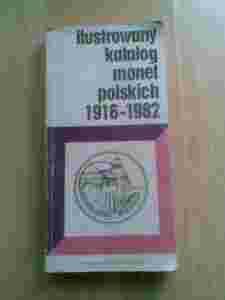 ilustrowany
katalog
monet
polskich
1916-1982